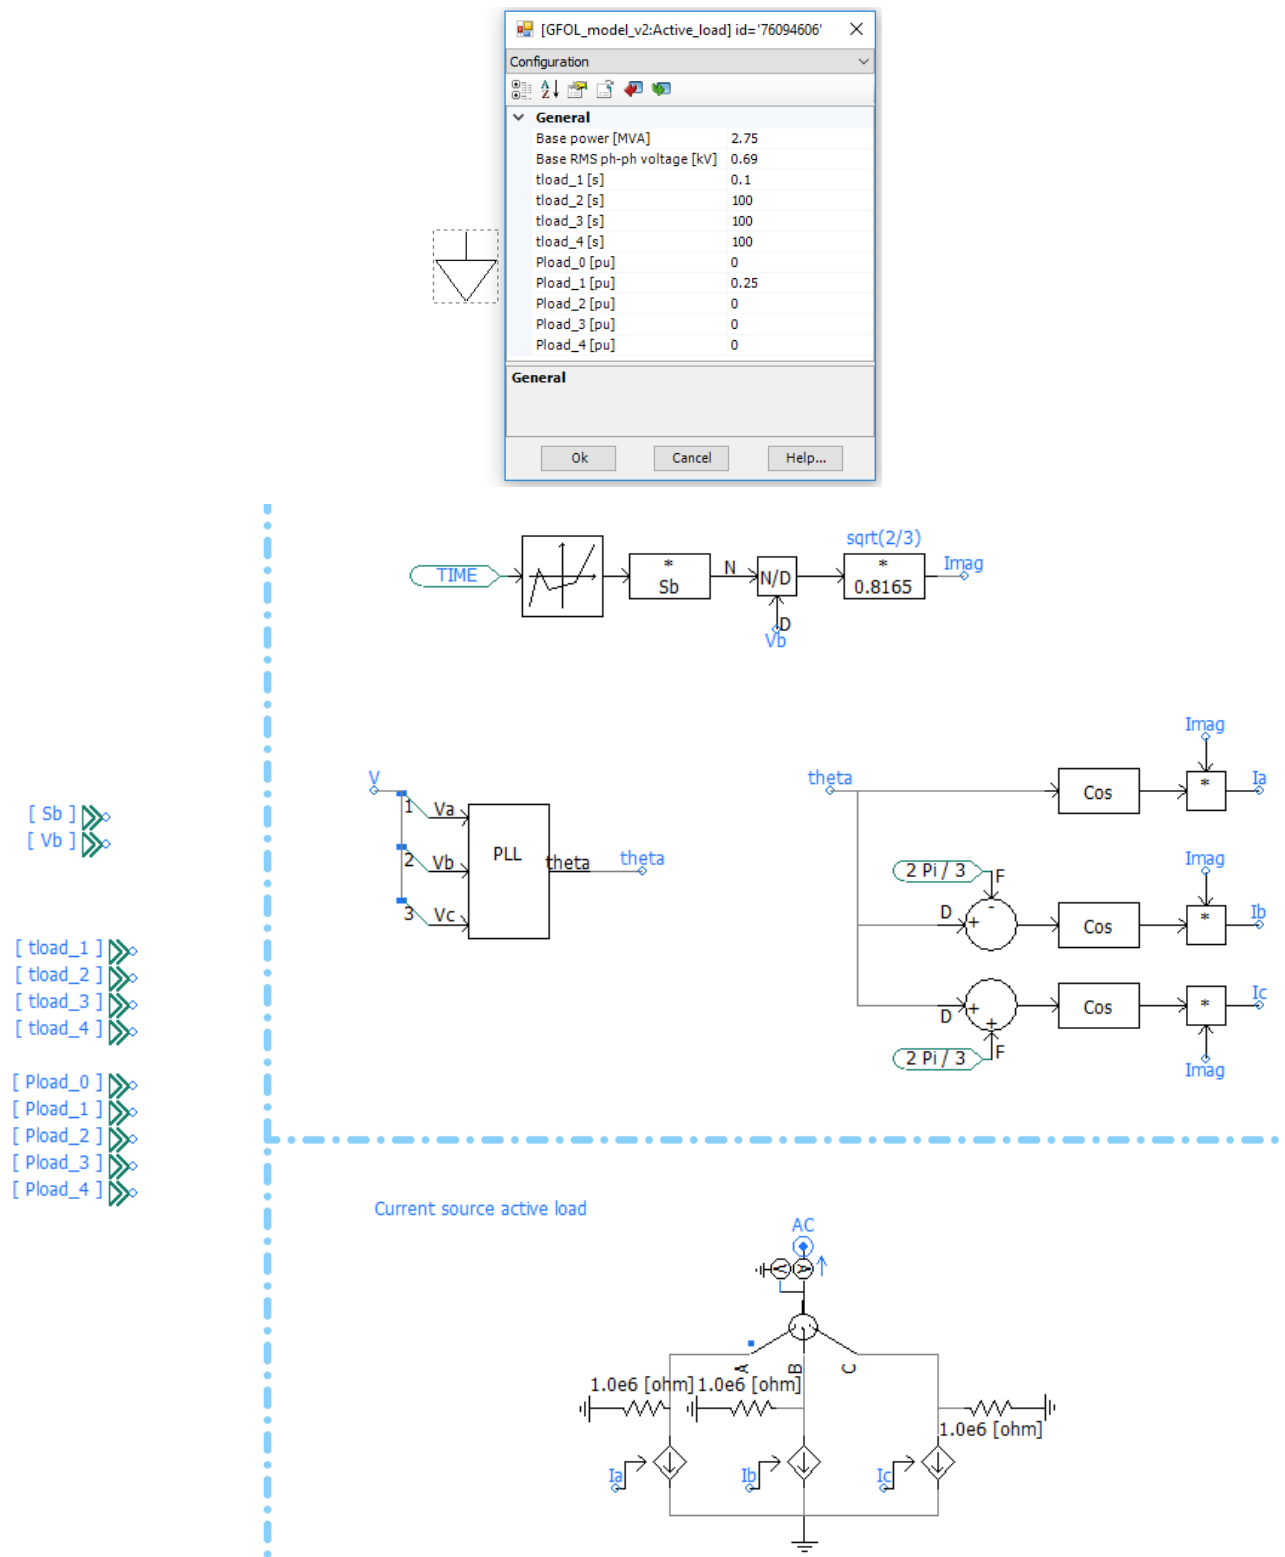 [GFOL_model_v2:Active_load] id='76094606'
Configuration
General
Base power [MVA] 2.75
Base RMS ph-ph voltage [kV] 0.69
tload_1 [s] 0.1
tload_2 [s] 100
tload_3 [s] 100
tload_4 [s] 100
Pload_0 [pu] 0
Pload_1 [pu] 0.25
Pload_2 [pu] 0
Pload_3 [pu] 0
Pload_4 [pu] 0
General
Ok Cancel Help...
sqrt(2/3)
TIME
*
Sb
N
N/D
D
Vb
*
0.8165
Imag
V
1 Va
2 Vb
3 Vc
PLL
theta
theta
theta
Cos
Imag
*
Ia
2 Pi / 3
F
D
+
-
Cos
Imag
*
Ib
D
+
+
2 Pi / 3
F
Cos
*
Imag
Ic
[ Sb ]
[ Vb ]
[ tload_1 ]
[ tload_2 ]
[ tload_3 ]
[ tload_4 ]
[ Pload_0 ]
[ Pload_1 ]
[ Pload_2 ]
[ Pload_3 ]
[ Pload_4 ]
Current source active load
AC
V A
A B C
1.0e6 [ohm] 1.0e6 [ohm]
1.0e6 [ohm]
Ia Ib Ic